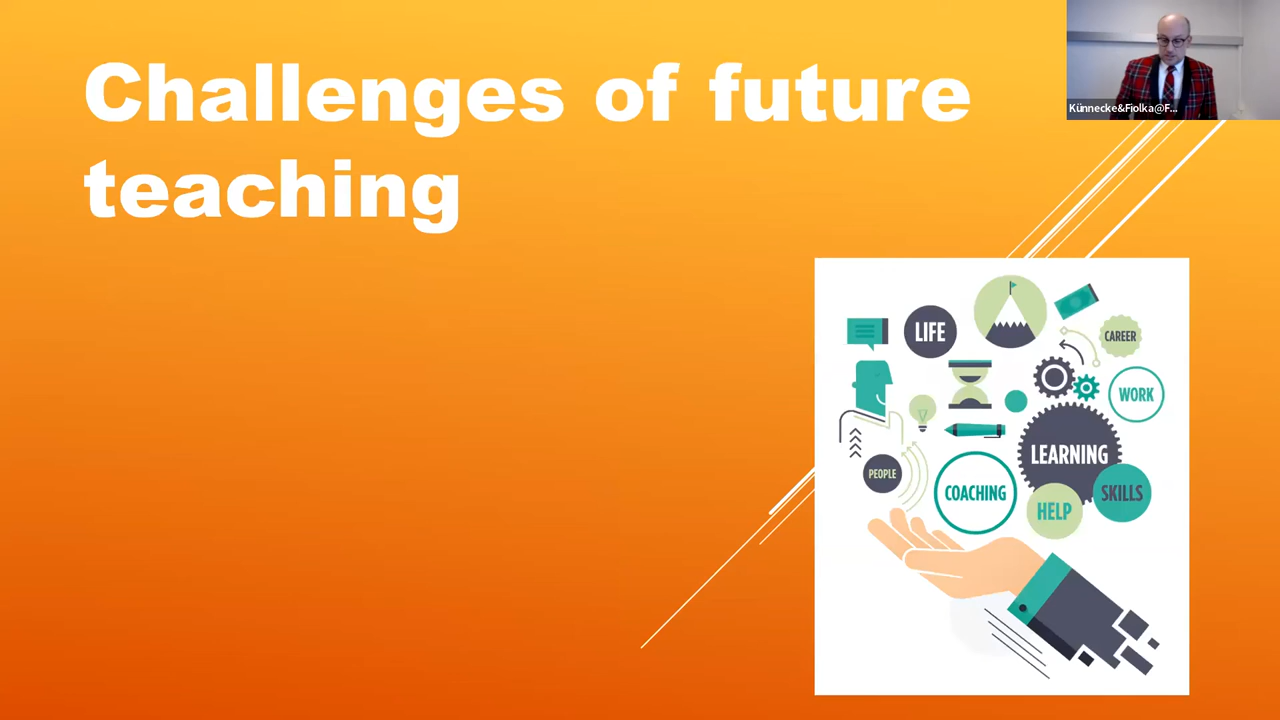 Challenges of future
teaching
Künnecke&Fiolka@F...
LIFE
CAREER
WORK
LEARNING
PEOPLE
COACHING
SKILLS
HELP